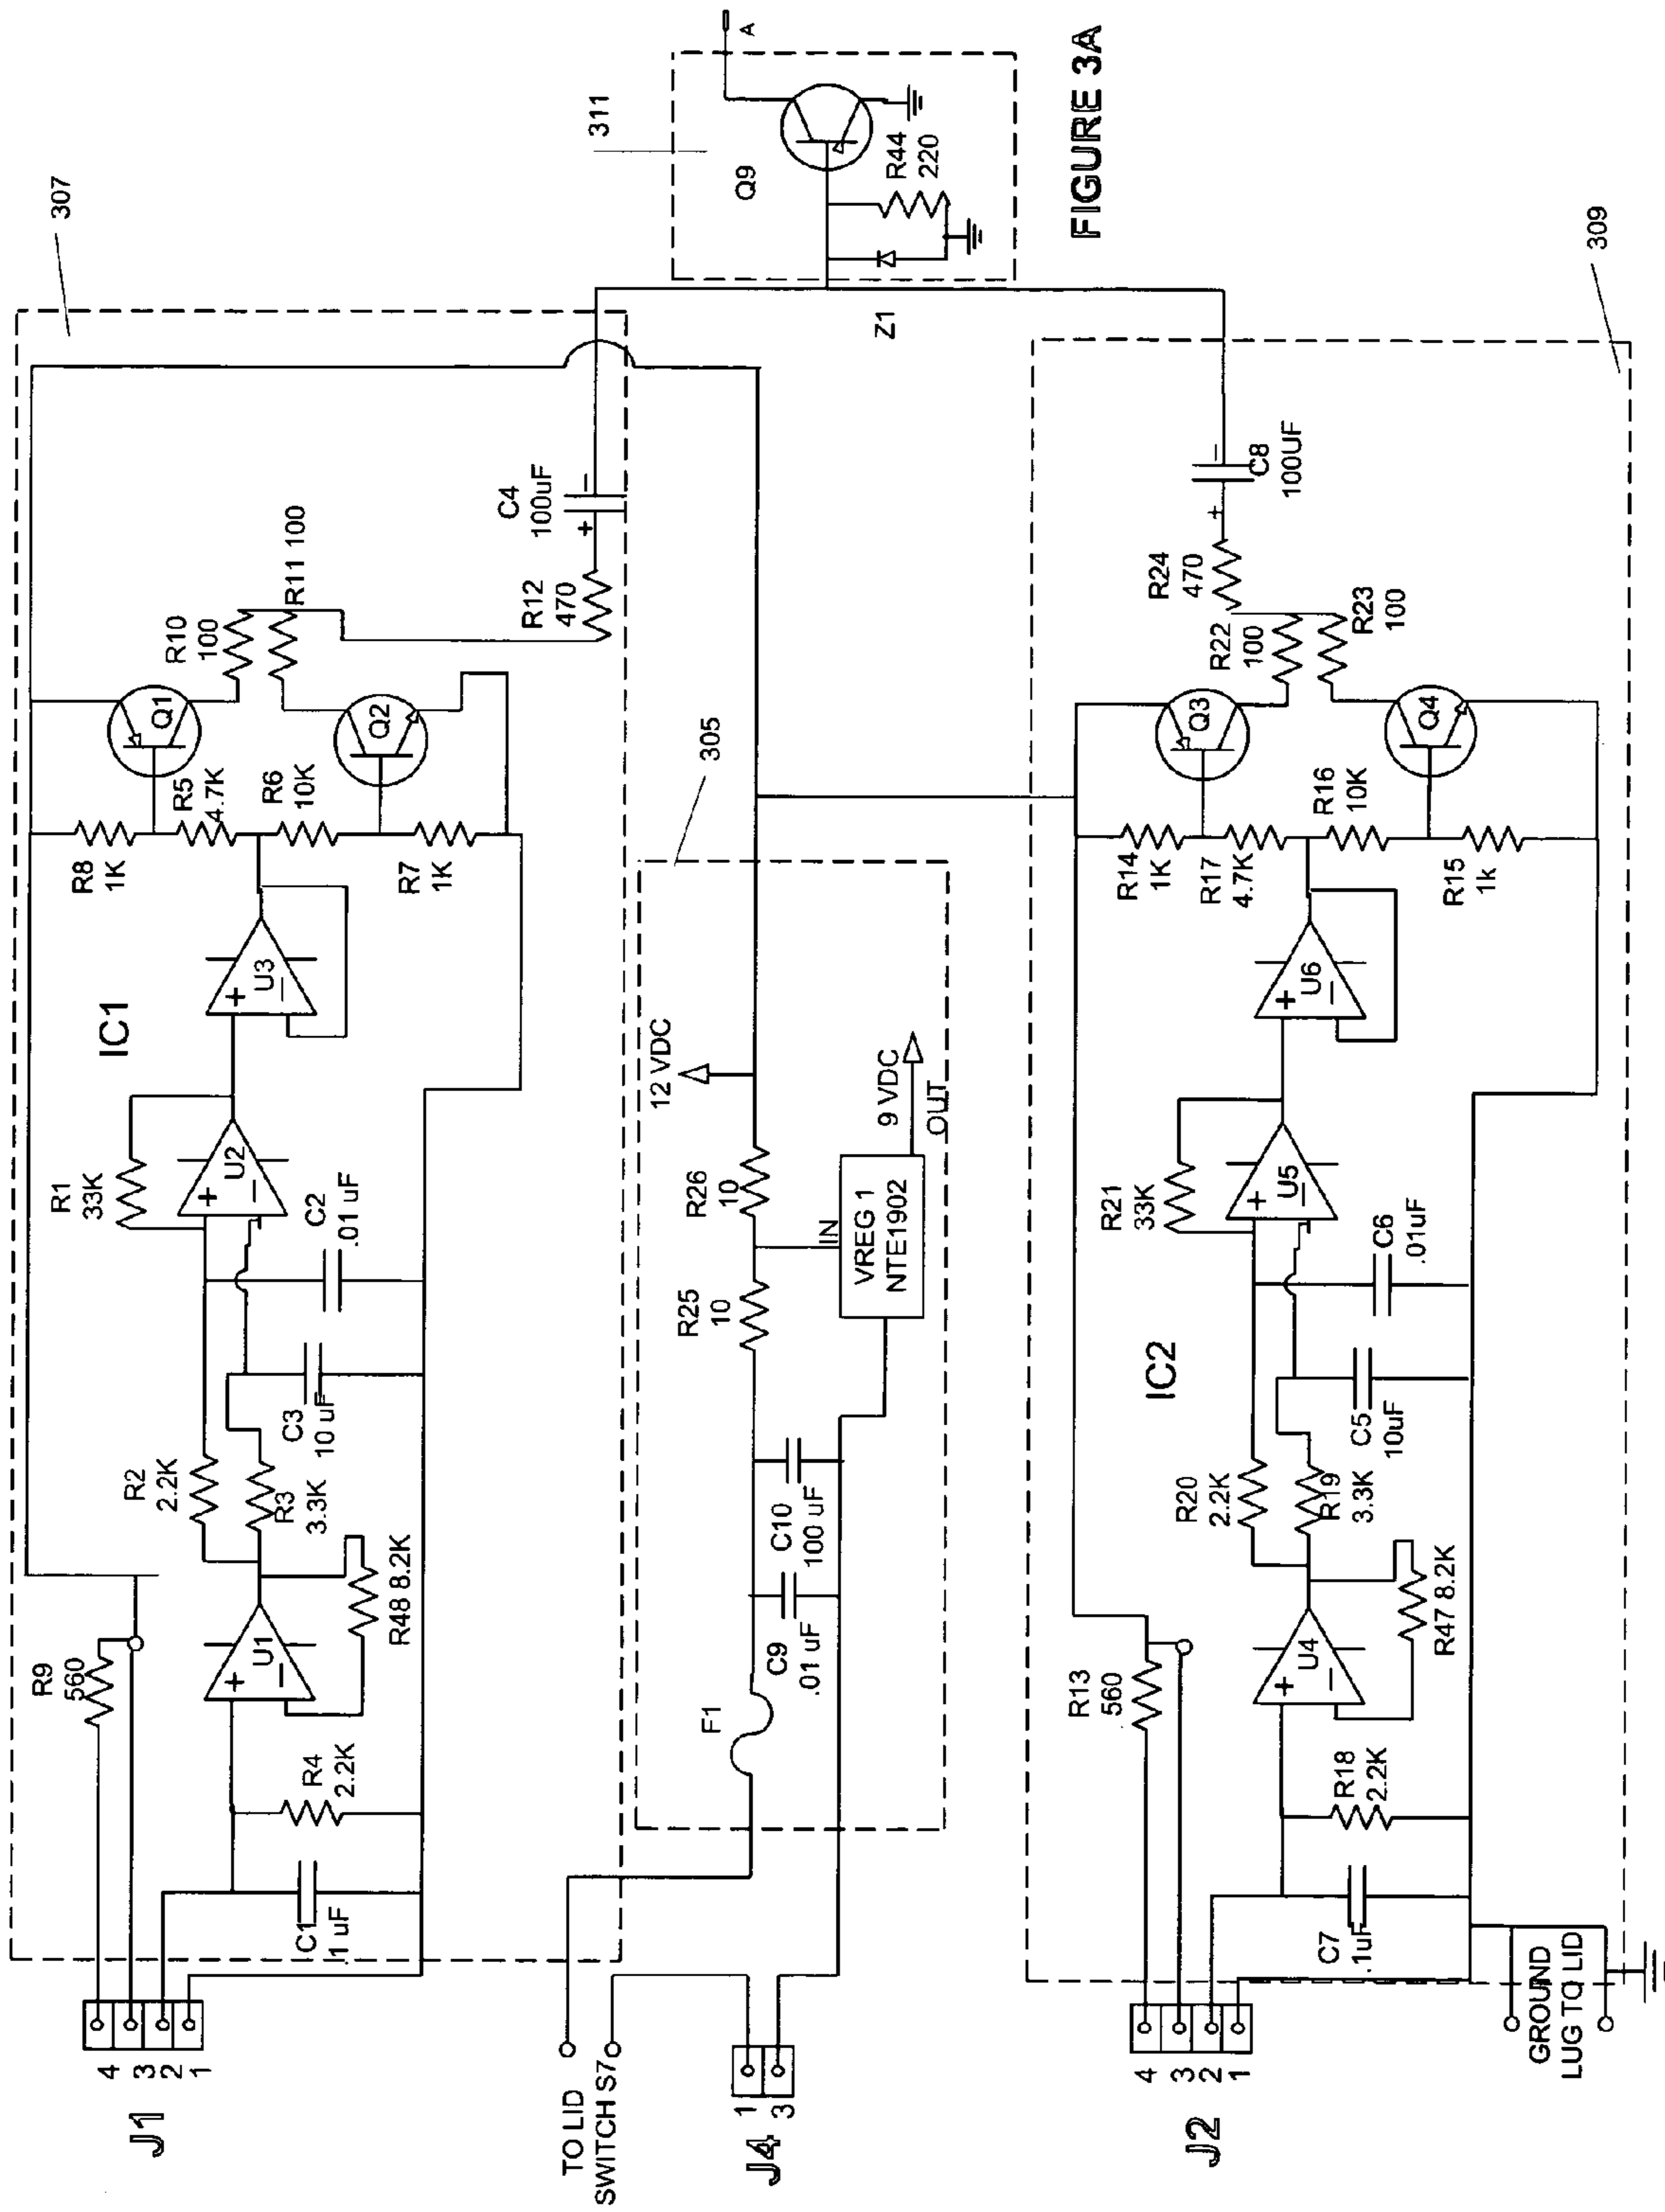 307
R9
560
R8
1K
R5
4.7K
Q1
R10
100
R11 100
R6
10K
Q2
R7
1K
IC1
R1
33K
+
U2
−
+
U3
−
R2
2.2K
R3
3.3K
C3
10 uF
C2
.01 uF
+
U1
−
R48 8.2K
R4
2.2K
C1
.1 uF
4
3
2
1
J1
R12
470
C4
100uF
+
−
311
Q9
R44
220
A
Z1
FIGURE 3A
TO LID
SWITCH S7
1
3
J4
F1
C9
.01 uF
C10
100 uF
R25
10
R26
10
12 VDC
IN
VREG 1
NTE1902
9 VDC
OUT
305
R13
560
R14
1K
R17
4.7K
Q3
R22
100
R23
100
R24
470
+
−
C8
100UF
R16
10K
Q4
R15
1k
IC2
R21
33K
+
U5
−
+
U6
−
R20
2.2K
R19
3.3K
C5
10uF
C6
.01uF
+
U4
−
R47 8.2K
R18
2.2K
C7
.1uF
4
3
2
1
J2
GROUND
LUG TO LID
309